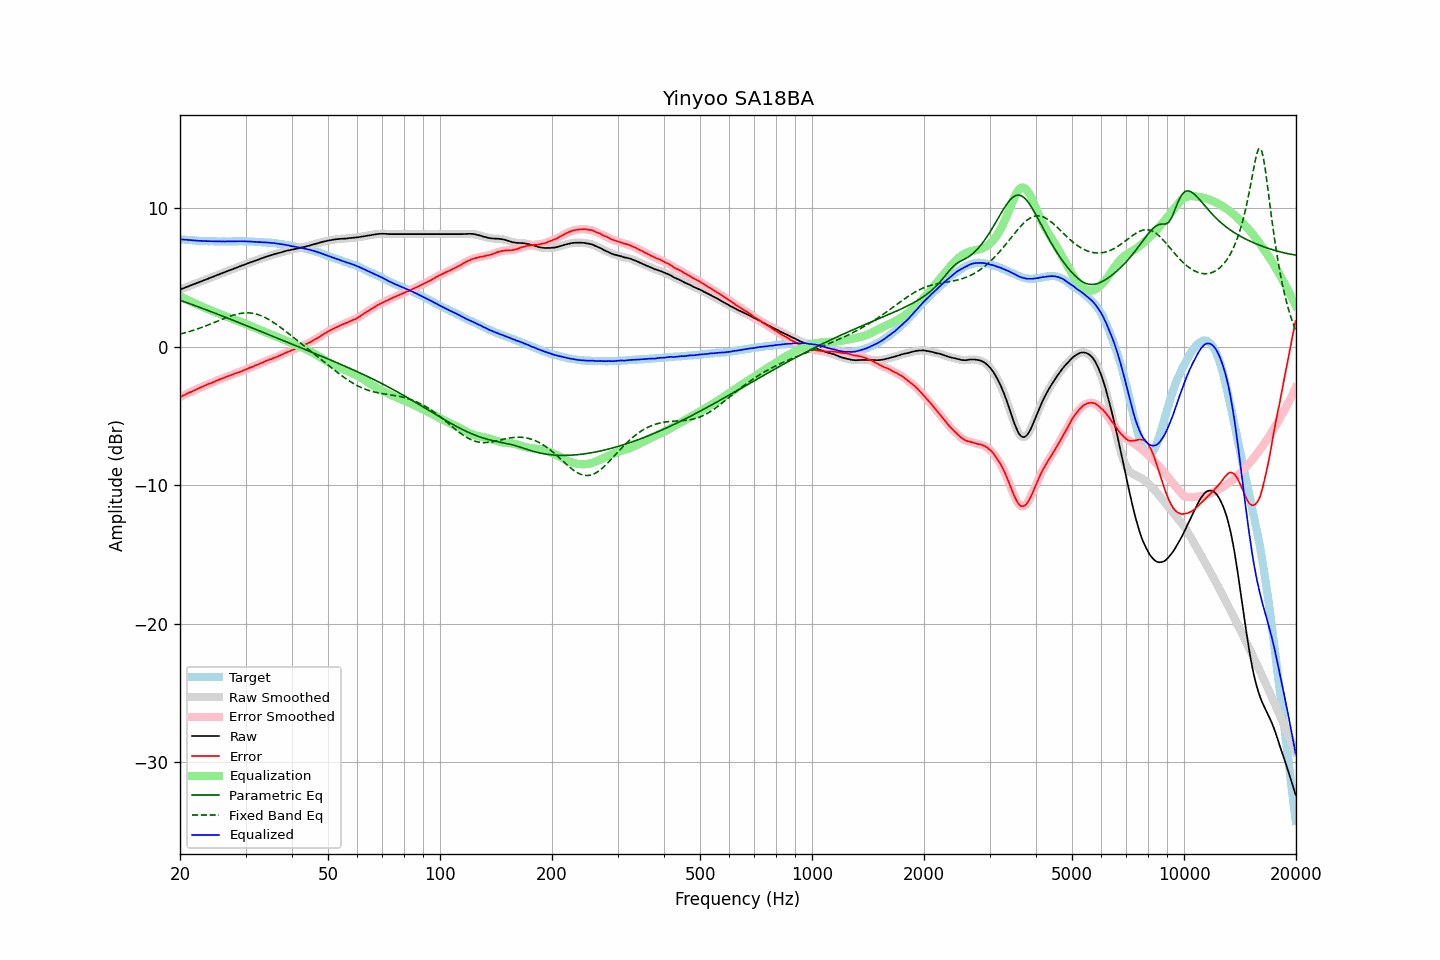 Yinyoo SA18BA
Amplitude (dBr)
10
0
−10
−20
−30
Target
Raw Smoothed
Error Smoothed
Raw
Error
Equalization
Parametric Eq
Fixed Band Eq
Equalized
20 50 100 200 500 1000 2000 5000 10000 20000
Frequency (Hz)